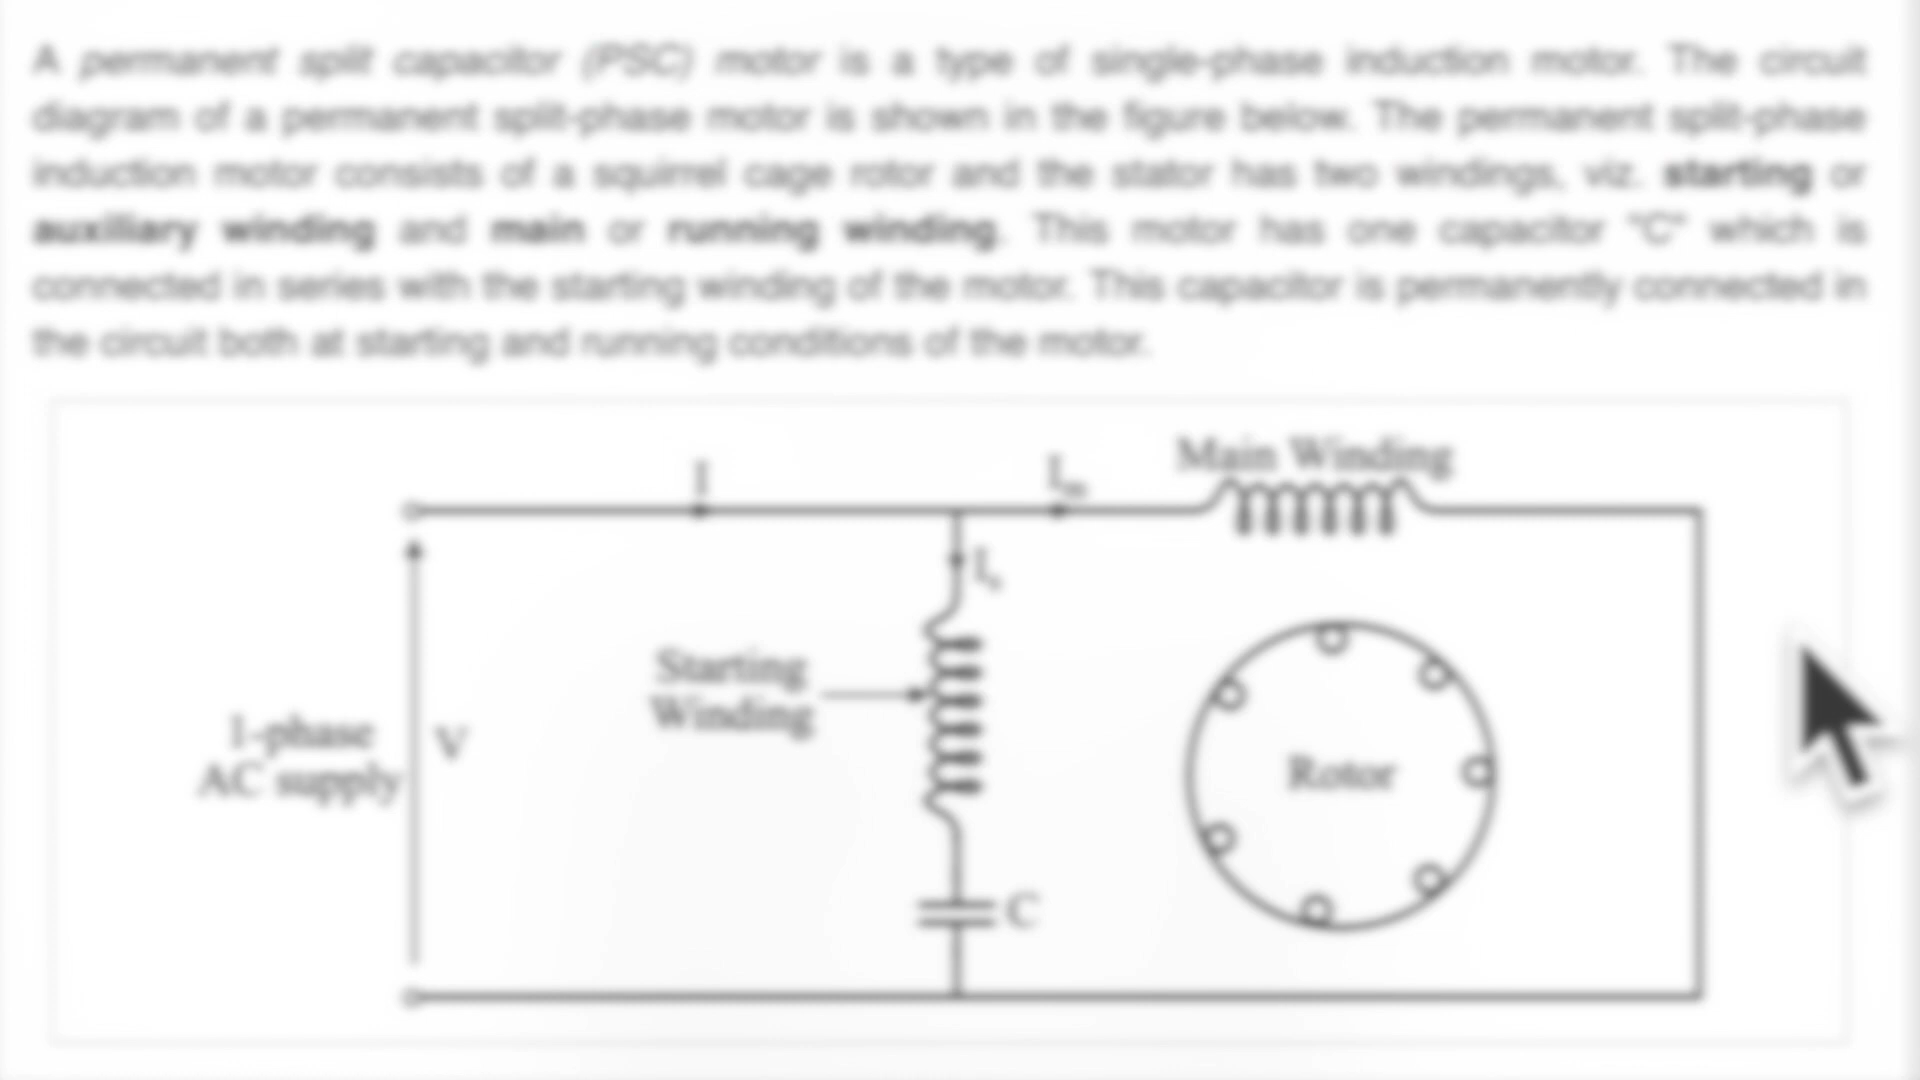 A permanent split capacitor (PSC) motor is a type of single-phase induction motor. The circuit
diagram of a permanent split-phase motor is shown in the figure below. The permanent split-phase
induction motor consists of a squirrel cage rotor and the stator has two windings, viz. starting or
auxiliary winding and main or running winding. This motor has one capacitor "C" which is
connected in series with the starting winding of the motor. This capacitor is permanently connected in
the circuit both at starting and running conditions of the motor.
Main Winding
I
Im
Is
Starting
Winding
1-phase
AC supply
V
Rotor
C